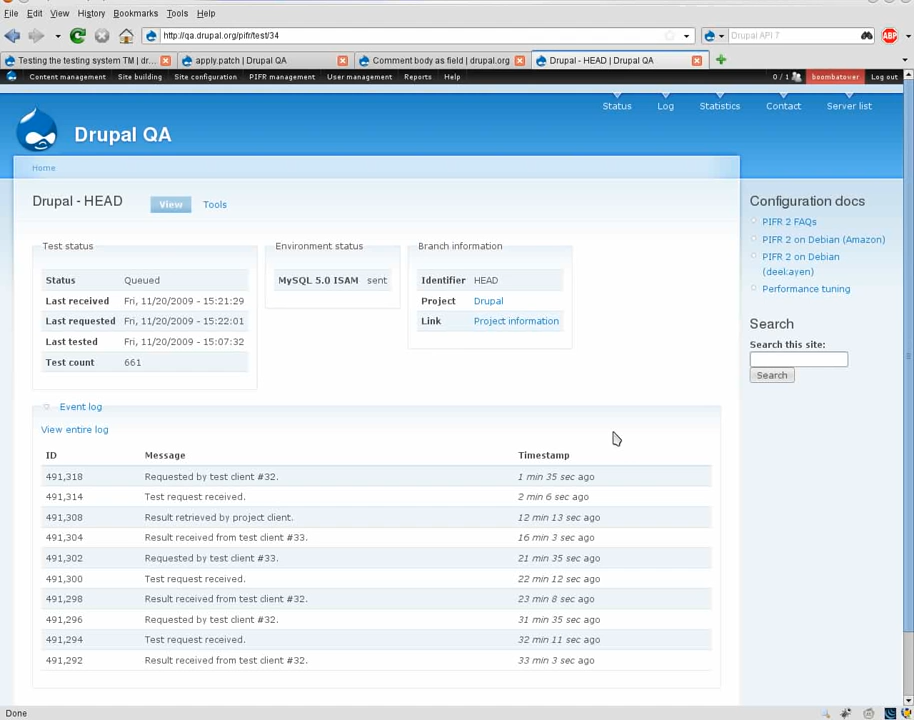 File Edit View History Bookmarks Tools Help
http://qa.drupal.org/pifr/test/34 Drupal API 7 ABP
Testing the testing system TM | dr... apply.patch | Drupal QA Comment body as field | drupal.org Drupal - HEAD | Drupal QA
Content management Site building Site configuration PIFR management User management Reports Help 0 / 1 boombatower Log out
Status Log Statistics Contact Server list
Drupal QA
Home
Drupal - HEAD View Tools
Test status
Status Queued
Last received Fri, 11/20/2009 - 15:21:29
Last requested Fri, 11/20/2009 - 15:22:01
Last tested Fri, 11/20/2009 - 15:07:32
Test count 661
Environment status
MySQL 5.0 ISAM sent
Branch information
Identifier HEAD
Project Drupal
Link Project information
Event log
View entire log
ID Message Timestamp
491,318 Requested by test client #32. 1 min 35 sec ago
491,314 Test request received. 2 min 6 sec ago
491,308 Result retrieved by project client. 12 min 13 sec ago
491,304 Result received from test client #33. 16 min 3 sec ago
491,302 Requested by test client #33. 21 min 35 sec ago
491,300 Test request received. 22 min 12 sec ago
491,298 Result received from test client #32. 23 min 8 sec ago
491,296 Requested by test client #32. 31 min 35 sec ago
491,294 Test request received. 32 min 11 sec ago
491,292 Result received from test client #32. 33 min 3 sec ago
Configuration docs
PIFR 2 FAQs
PIFR 2 on Debian (Amazon)
PIFR 2 on Debian
(deekayen)
Performance tuning
Search
Search this site:
Search
Done